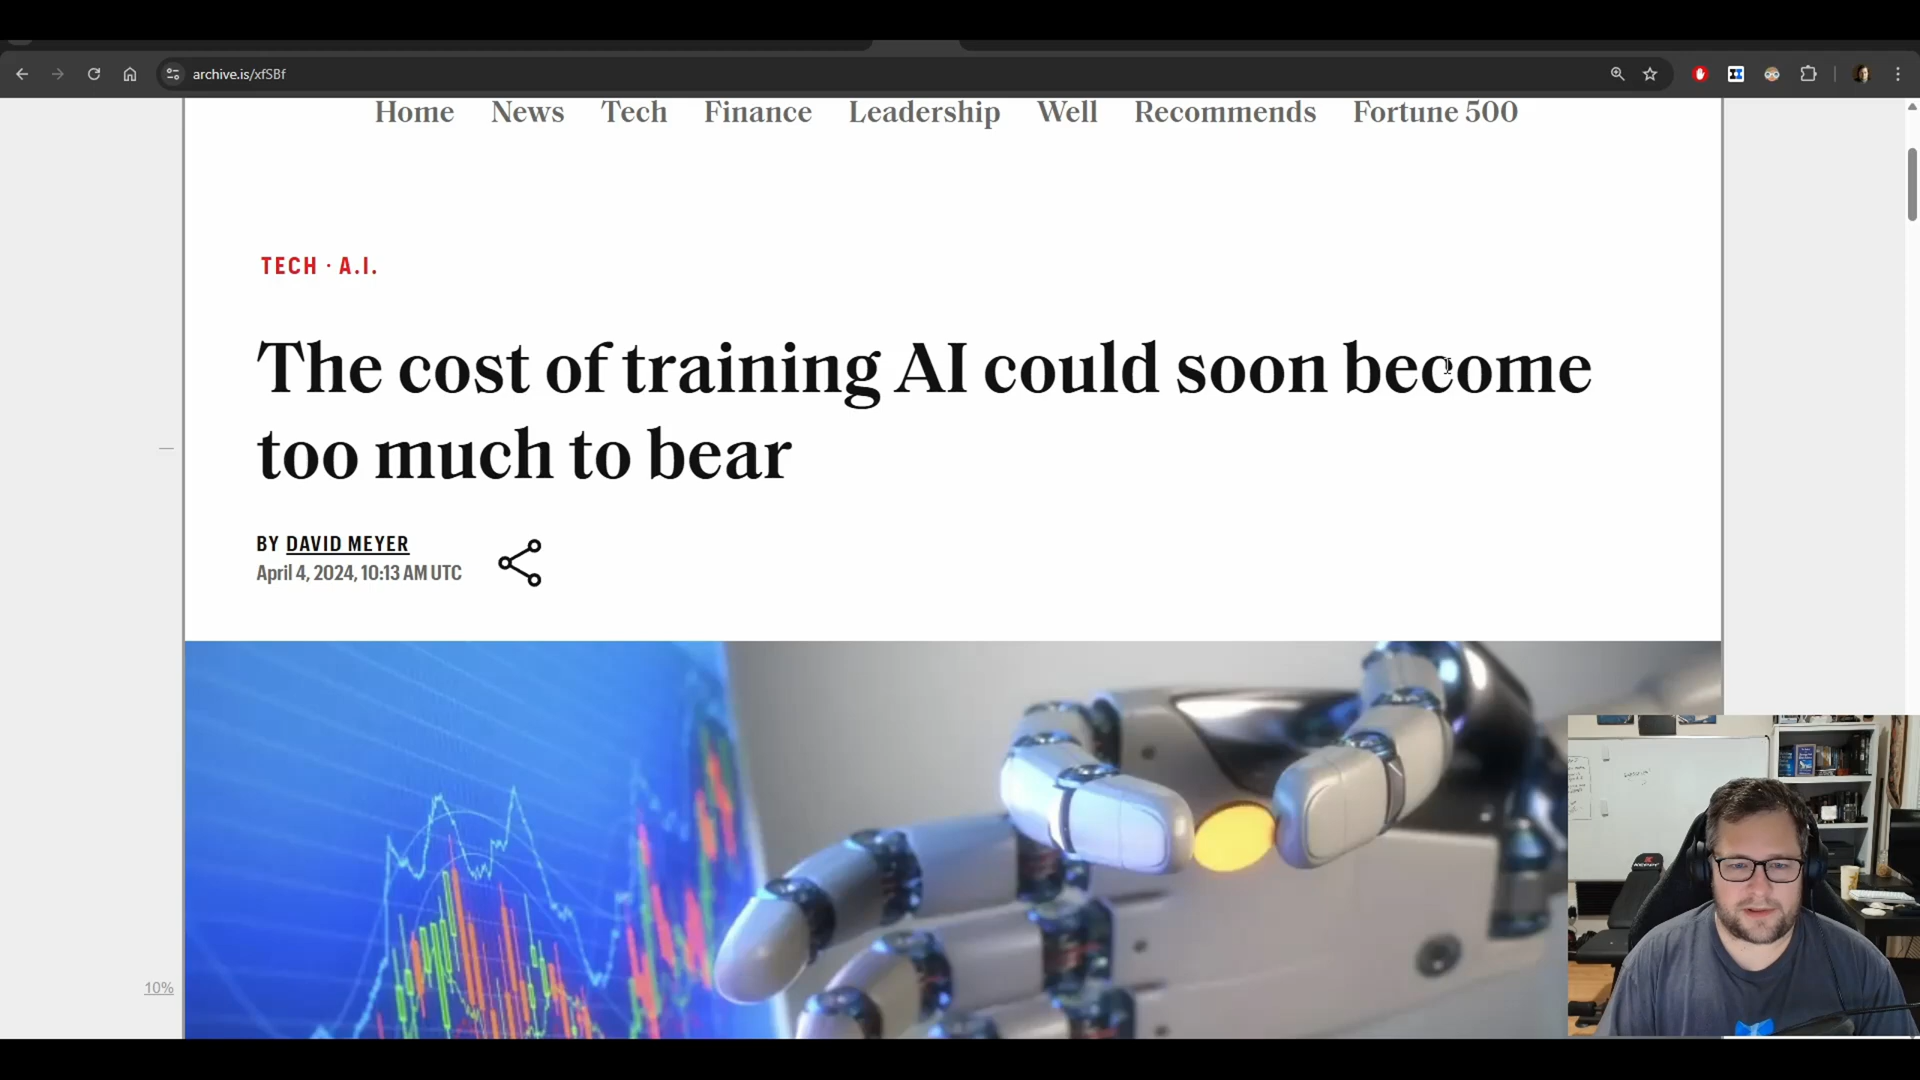 archive.is/xfSBf
Home News Tech Finance Leadership Well Recommends Fortune 500
TECH · A.I.
The cost of training AI could soon become
too much to bear
BY DAVID MEYER
April 4, 2024, 10:13 AM UTC
10%